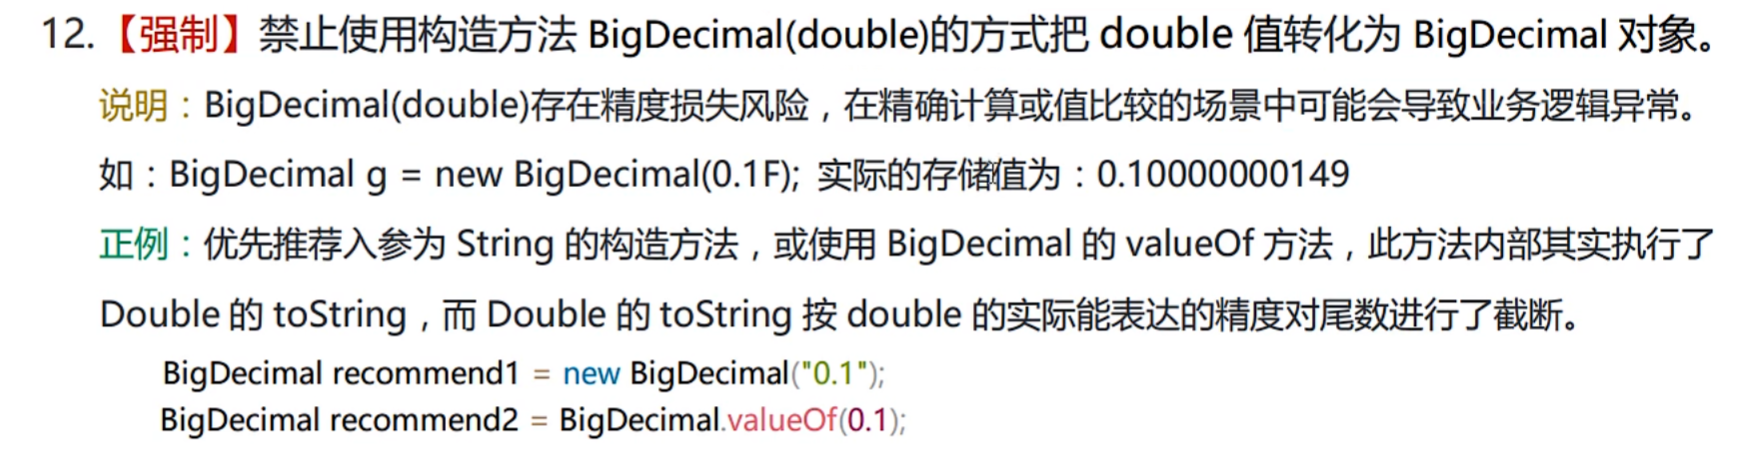 12.【强制】禁止使用构造方法 BigDecimal(double)的方式把 double 值转化为 BigDecimal 对象。
说明：BigDecimal(double)存在精度损失风险，在精确计算或值比较的场景中可能会导致业务逻辑异常。
如：BigDecimal g = new BigDecimal(0.1F); 实际的存储值为：0.10000000149
正例：优先推荐入参为 String 的构造方法，或使用 BigDecimal 的 valueOf 方法，此方法内部其实执行了
Double 的 toString，而 Double 的 toString 按 double 的实际能表达的精度对尾数进行了截断。
BigDecimal recommend1 = new BigDecimal("0.1");
BigDecimal recommend2 = BigDecimal.valueOf(0.1);